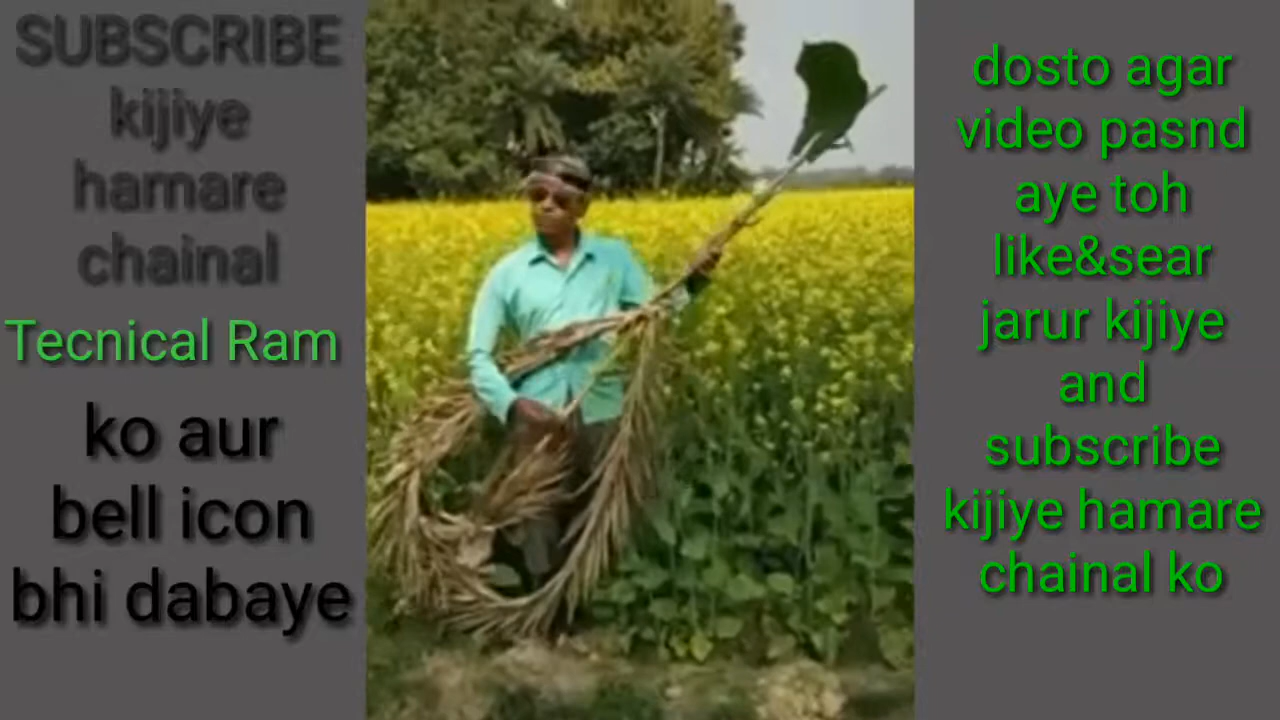 SUBSCRIBE
kijiye
hamare
chainal
Tecnical Ram
ko aur
bell icon
bhi dabaye
dosto agar
video pasnd
aye toh
like&sear
jarur kijiye
and
subscribe
kijiye hamare
chainal ko